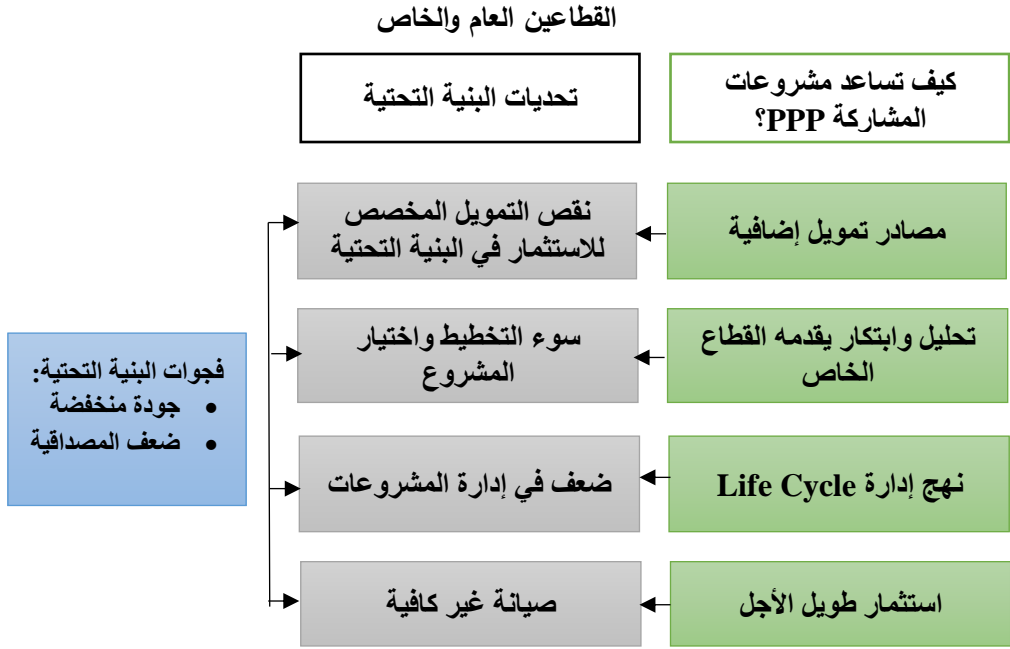 القطاعين العام والخاص
كيف تساعد مشروعات
المشاركة PPP؟
تحديات البنية التحتية
مصادر تمويل إضافية
نقص التمويل المخصص
للاستثمار في البنية التحتية
تحليل وابتكار يقدمه القطاع
الخاص
سوء التخطيط واختيار
المشروع
نهج إدارة Life Cycle
ضعف في إدارة المشروعات
استثمار طويل الأجل
صيانة غير كافية
فجوات البنية التحتية:
• جودة منخفضة
• ضعف المصداقية